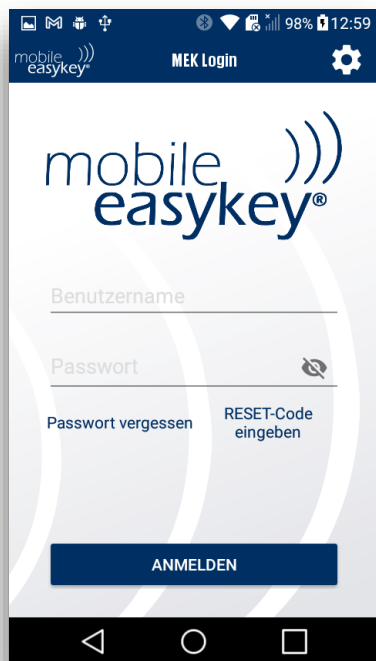 98% 12:59
mobile
easykey®
MEK Login
mobile
easykey®
Benutzername
Passwort
Passwort vergessen
RESET-Code
eingeben
ANMELDEN